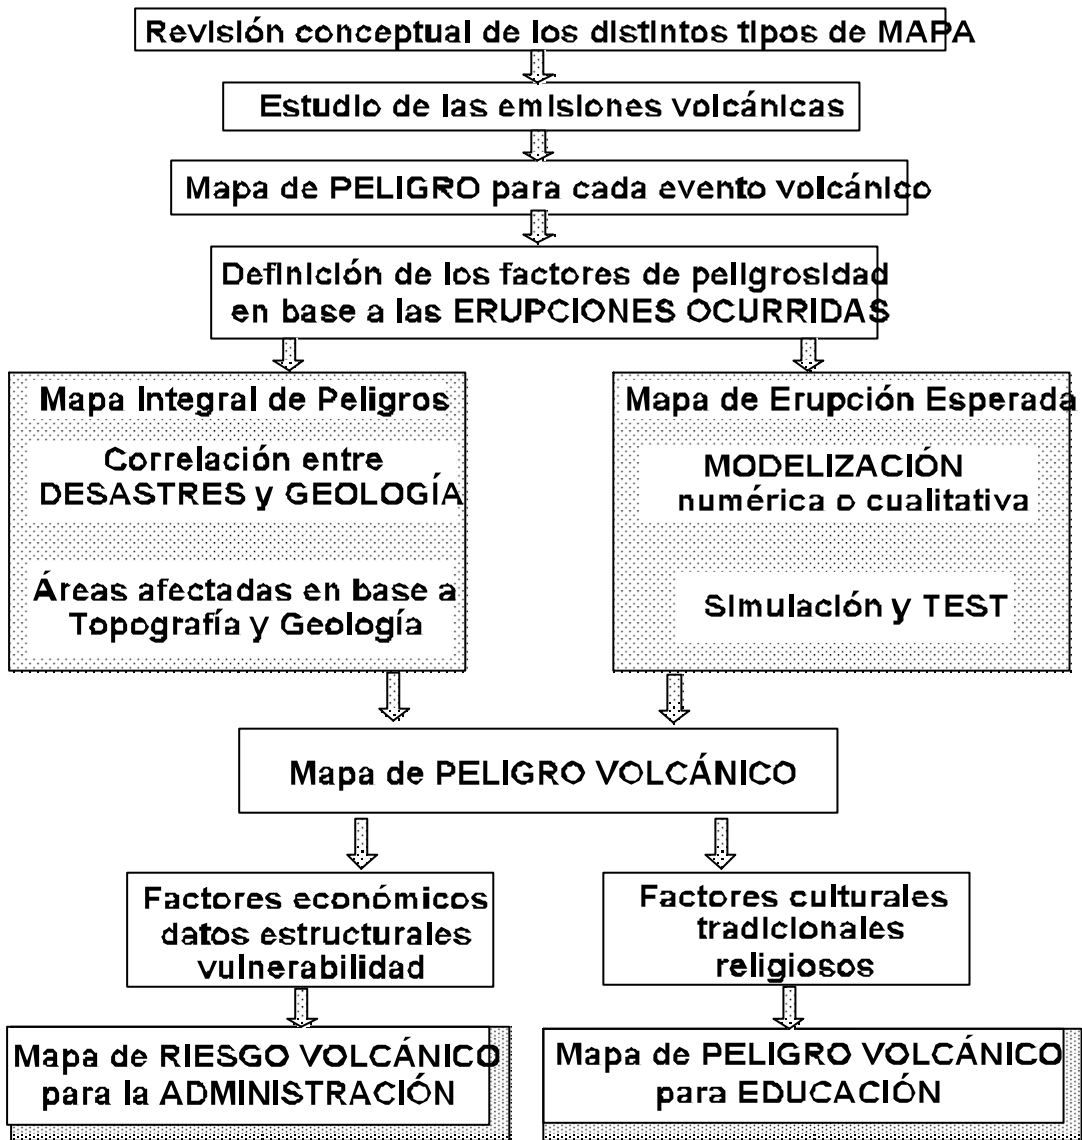 Revisión conceptual de los distintos tipos de MAPA
Estudio de las emisiones volcánicas
Mapa de PELIGRO para cada evento volcánico
Definición de los factores de peligrosidad
en base a las ERUPCIONES OCURRIDAS
Mapa Integral de Peligros
Correlación entre
DESASTRES y GEOLOGÍA
Áreas afectadas en base a
Topografía y Geología
Mapa de Erupción Esperada
MODELIZACIÓN
numérica o cualitativa
Simulación y TEST
Mapa de PELIGRO VOLCÁNICO
Factores económicos
datos estructurales
vulnerabilidad
Factores culturales
tradicionales
religiosos
Mapa de RIESGO VOLCÁNICO
para la ADMINISTRACIÓN
Mapa de PELIGRO VOLCÁNICO
para EDUCACIÓN